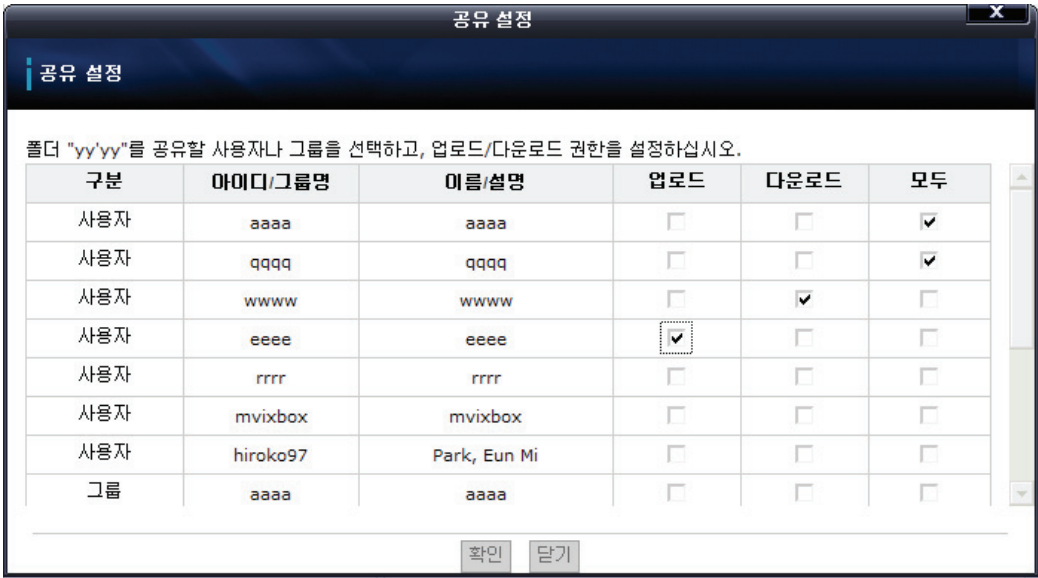 공유 설정
X
공유 설정
폴더 "yy'yy"를 공유할 사용자나 그룹을 선택하고, 업로드/다운로드 권한을 설정하십시오.
구분 아이디/그룹명 이름/설명 업로드 다운로드 모두
사용자 aaaa aaaa
사용자 qqqq qqqq
사용자 wwww wwww
사용자 eeee eeee
사용자 rrrr rrrr
사용자 mvixbox mvixbox
사용자 hiroko97 Park, Eun Mi
그룹 aaaa aaaa
확인 닫기